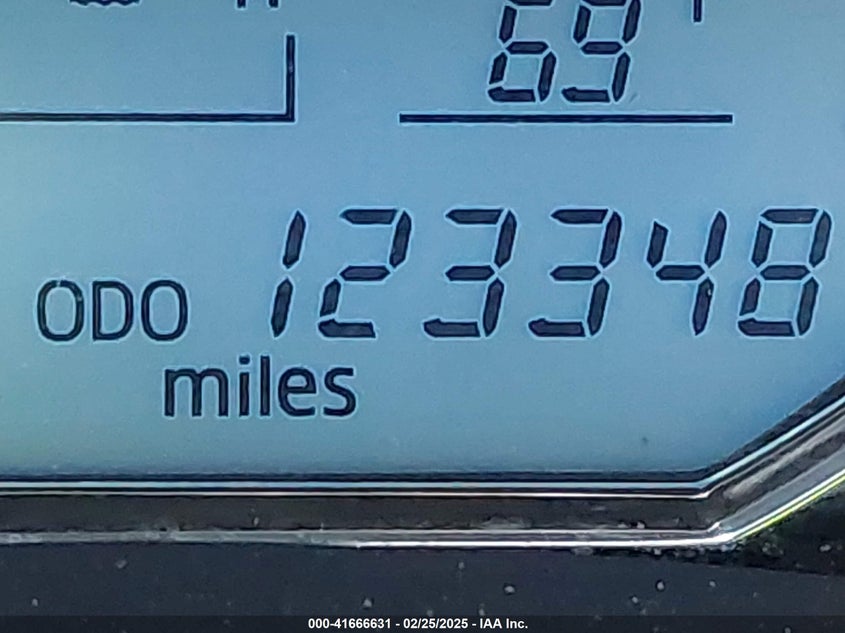 69
ODO 123348
miles
000-41666631 - 02/25/2025 - IAA Inc.